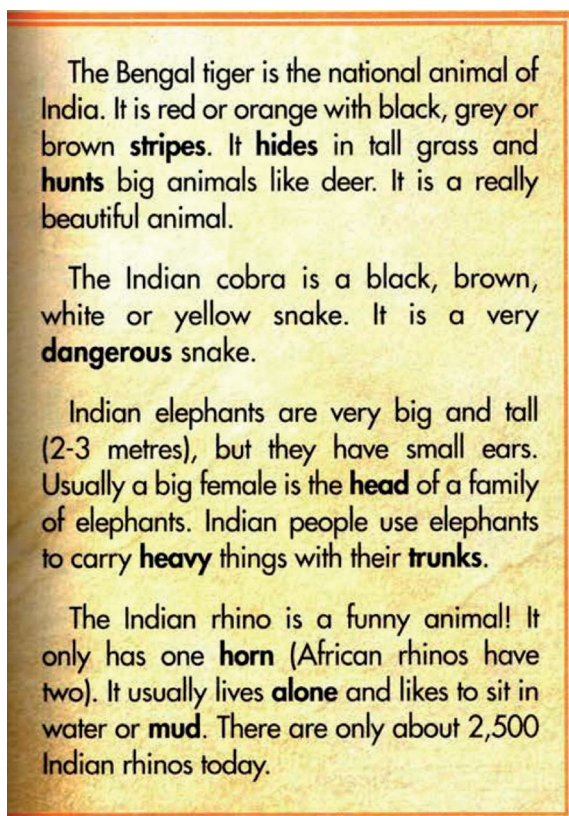 The Bengal tiger is the national animal of
India. It is red or orange with black, grey or
brown stripes. It hides in tall grass and
hunts big animals like deer. It is a really
beautiful animal.
The Indian cobra is a black, brown,
white or yellow snake. It is a very
dangerous snake.
Indian elephants are very big and tall
(2-3 metres), but they have small ears.
Usually a big female is the head of a family
of elephants. Indian people use elephants
to carry heavy things with their trunks.
The Indian rhino is a funny animal! It
only has one horn (African rhinos have
two). It usually lives alone and likes to sit in
water or mud. There are only about 2,500
Indian rhinos today.